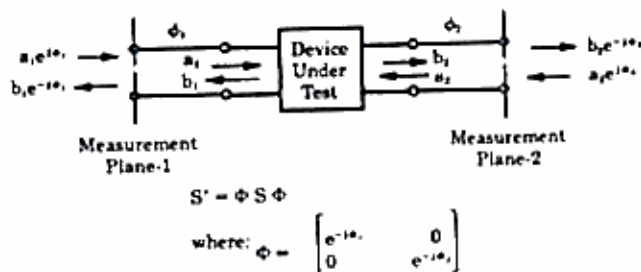 ϕ₁
ϕ₂
a₁e^{jϕ₁}
b₁e^{-jϕ₁}
a₁
b₁
Device
Under
Test
b₂
a₂
b₂e^{-jϕ₂}
a₂e^{jϕ₂}
Measurement
Plane-1
Measurement
Plane-2
S' = Φ S Φ
where: Φ = [e^{-jϕ₁} 0
0 e^{-jϕ₂}]